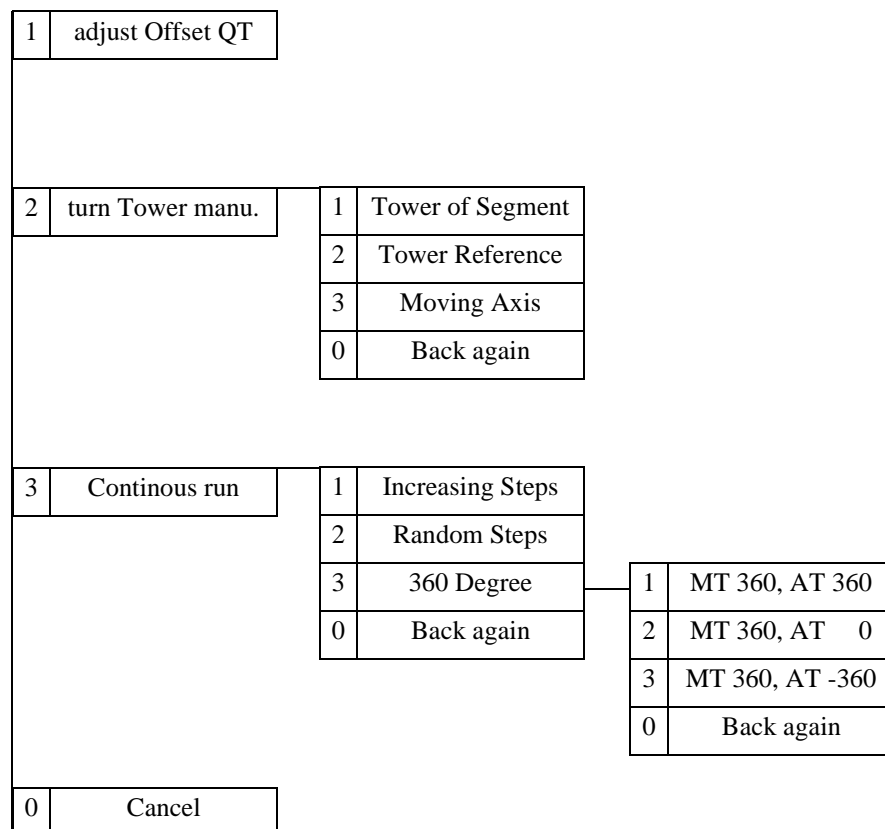 1 adjust Offset QT
2 turn Tower manu.
1 Tower of Segment
2 Tower Reference
3 Moving Axis
0 Back again
3 Continous run
1 Increasing Steps
2 Random Steps
3 360 Degree
0 Back again
1 MT 360, AT 360
2 MT 360, AT 0
3 MT 360, AT -360
0 Back again
0 Cancel